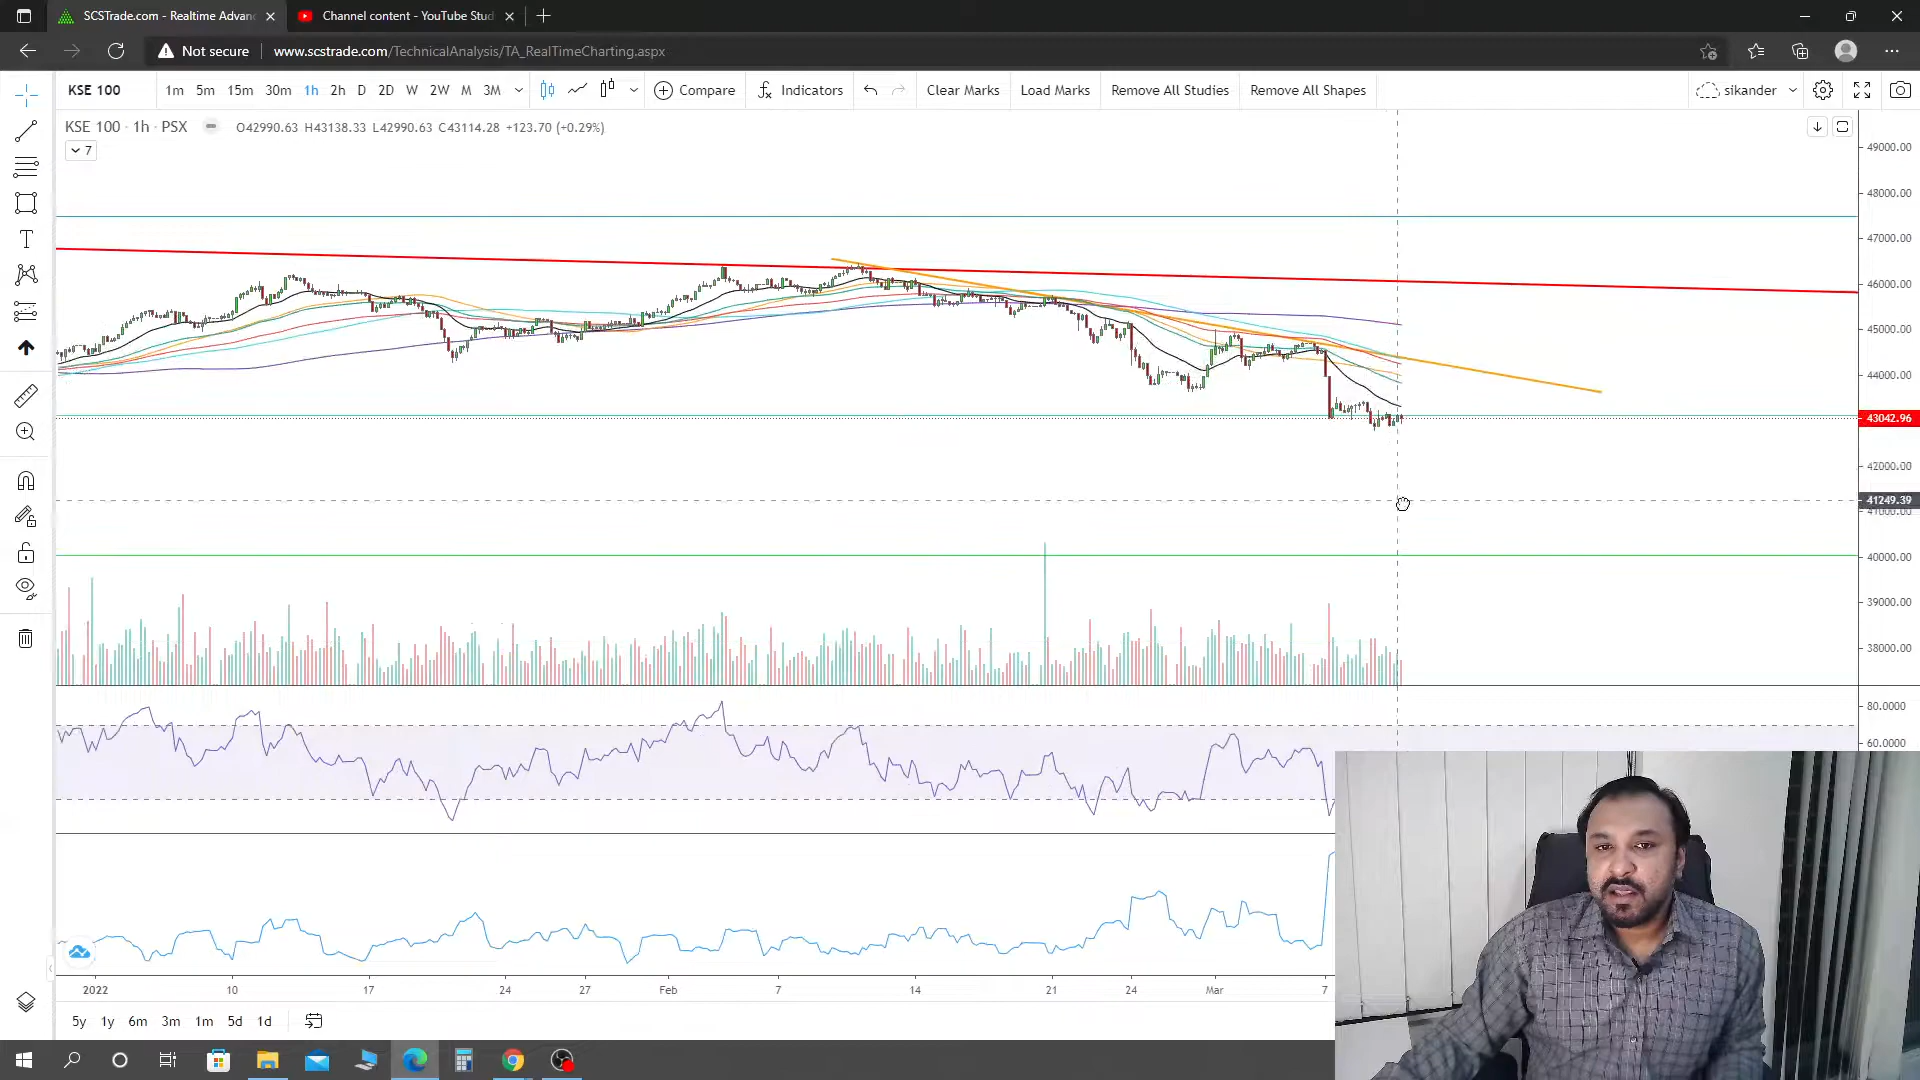 SCSTrade.com - Realtime Advan
Channel content - YouTube Stud
Not secure
www.scstrade.com/TechnicalAnalysis/TA_RealTimeCharting.aspx
KSE 100 1m 5m 15m 30m 1h 2h D 2D W 2W M 3M Compare Indicators Clear Marks Load Marks Remove All Studies Remove All Shapes sikander
KSE 100 · 1h · PSX O42990.63 H43138.33 L42990.63 C43114.28 +123.70 (+0.29%)
7
49000.00
48000.00
47000.00
46000.00
45000.00
44000.00
43042.96
42000.00
41249.39
41000.00
40000.00
39000.00
38000.00
80.0000
60.0000
2022 10 17 24 27 Feb 7 14 21 24 Mar 7
5y 1y 6m 3m 1m 5d 1d